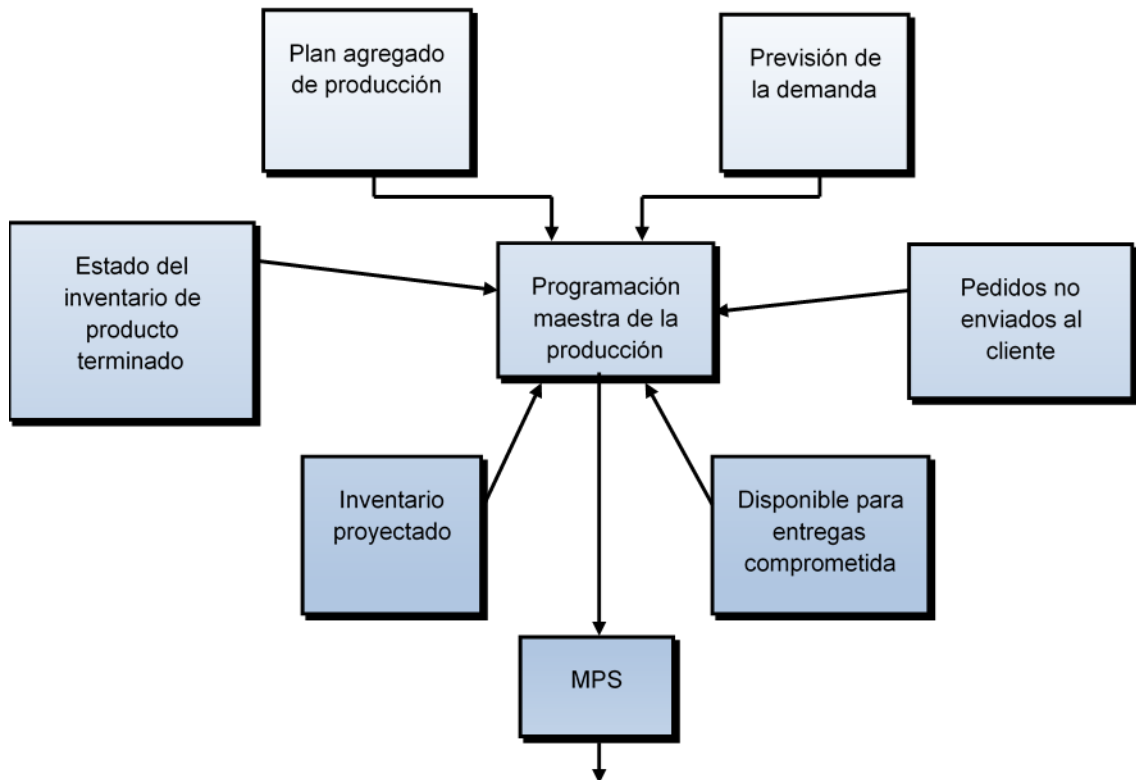 Plan agregado
de producción
Previsión de
la demanda
Estado del
inventario de
producto
terminado
Programación
maestra de la
producción
Pedidos no
enviados al
cliente
Inventario
proyectado
Disponible para
entregas
comprometida
MPS